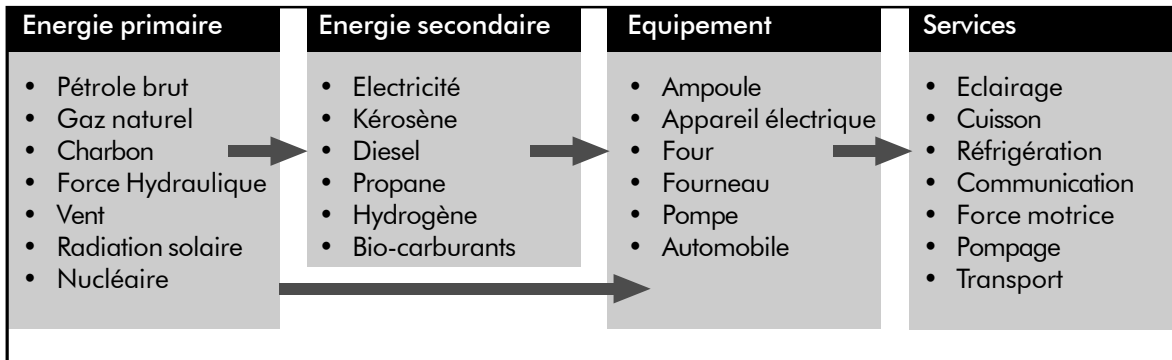 Energie primaire
• Pétrole brut
• Gaz naturel
• Charbon
• Force Hydraulique
• Vent
• Radiation solaire
• Nucléaire
Energie secondaire
• Electricité
• Kérosène
• Diesel
• Propane
• Hydrogène
• Bio-carburants
Equipement
• Ampoule
• Appareil électrique
• Four
• Fourneau
• Pompe
• Automobile
Services
• Eclairage
• Cuisson
• Réfrigération
• Communication
• Force motrice
• Pompage
• Transport